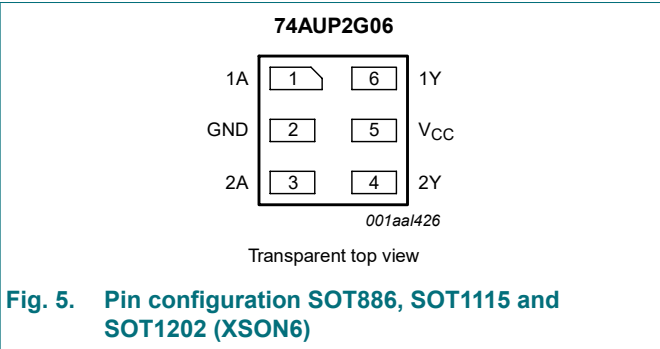 74AUP2G06
1A 1 6 1Y
GND 2 5 VCC
2A 3 4 2Y
001aal426
Transparent top view
Fig. 5. Pin configuration SOT886, SOT1115 and
SOT1202 (XSON6)